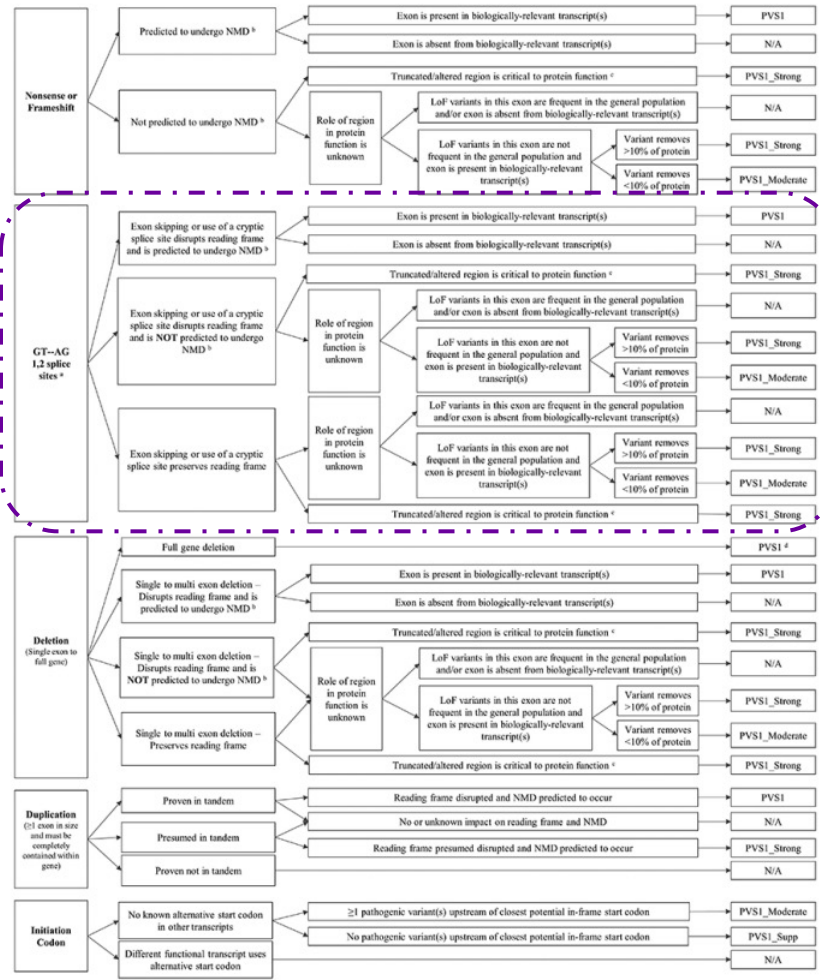 Nonsense or
Frameshift
Predicted to undergo NMD b
Exon is present in biologically-relevant transcript(s)
PVS1
Exon is absent from biologically-relevant transcript(s)
N/A
Not predicted to undergo NMD b
Truncated/altered region is critical to protein function c
PVS1_Strong
Role of region
in protein
function is
unknown
LoF variants in this exon are frequent in the general population
and/or exon is absent from biologically-relevant transcript(s)
N/A
LoF variants in this exon are not
frequent in the general population and
exon is present in biologically-relevant
transcript(s)
Variant removes
>10% of protein
PVS1_Strong
Variant removes
<10% of protein
PVS1_Moderate
GT--AG
1,2 splice
sites a
Exon skipping or use of a cryptic
splice site disrupts reading frame
and is predicted to undergo NMD b
Exon is present in biologically-relevant transcript(s)
PVS1
Exon is absent from biologically-relevant transcript(s)
N/A
Exon skipping or use of a cryptic
splice site disrupts reading frame
and is NOT predicted to undergo
NMD b
Truncated/altered region is critical to protein function c
PVS1_Strong
Role of region
in protein
function is
unknown
LoF variants in this exon are frequent in the general population
and/or exon is absent from biologically-relevant transcript(s)
N/A
LoF variants in this exon are not
frequent in the general population and
exon is present in biologically-relevant
transcript(s)
Variant removes
>10% of protein
PVS1_Strong
Variant removes
<10% of protein
PVS1_Moderate
Exon skipping or use of a cryptic
splice site preserves reading frame
Role of region
in protein
function is
unknown
LoF variants in this exon are frequent in the general population
and/or exon is absent from biologically-relevant transcript(s)
N/A
LoF variants in this exon are not
frequent in the general population and
exon is present in biologically-relevant
transcript(s)
Variant removes
>10% of protein
PVS1_Strong
Variant removes
<10% of protein
PVS1_Moderate
Truncated/altered region is critical to protein function c
PVS1_Strong
Deletion
(Single exon to
full gene)
Full gene deletion
PVS1 d
Single to multi exon deletion –
Disrupts reading frame and is
predicted to undergo NMD b
Exon is present in biologically-relevant transcript(s)
PVS1
Exon is absent from biologically-relevant transcript(s)
N/A
Single to multi exon deletion –
Disrupts reading frame and is
NOT predicted to undergo NMD b
Truncated/altered region is critical to protein function c
PVS1_Strong
Role of region
in protein
function is
unknown
LoF variants in this exon are frequent in the general population
and/or exon is absent from biologically-relevant transcript(s)
N/A
LoF variants in this exon are not
frequent in the general population and
exon is present in biologically-relevant
transcript(s)
Variant removes
>10% of protein
PVS1_Strong
Variant removes
<10% of protein
PVS1_Moderate
Single to multi exon deletion –
Preserves reading frame
Truncated/altered region is critical to protein function c
PVS1_Strong
Duplication
(≥1 exon in size
and must be
completely
contained within
gene)
Proven in tandem
Reading frame disrupted and NMD predicted to occur
PVS1
No or unknown impact on reading frame and NMD
N/A
Presumed in tandem
Reading frame presumed disrupted and NMD predicted to occur
PVS1_Strong
Proven not in tandem
N/A
Initiation
Codon
No known alternative start codon
in other transcripts
≥1 pathogenic variant(s) upstream of closest potential in-frame start codon
PVS1_Moderate
No pathogenic variant(s) upstream of closest potential in-frame start codon
PVS1_Supp
Different functional transcript uses
alternative start codon
N/A